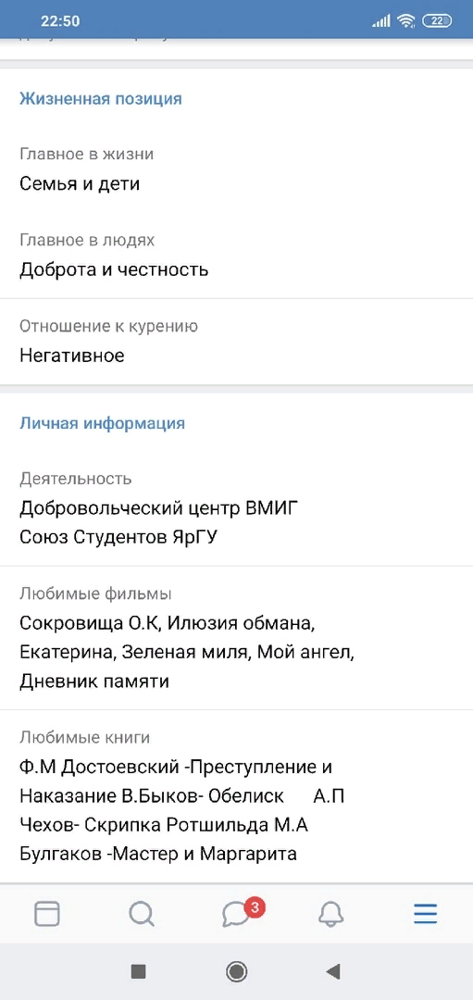 22:50
22
Жизненная позиция
Главное в жизни
Семья и дети
Главное в людях
Доброта и честность
Отношение к курению
Негативное
Личная информация
Деятельность
Добровольческий центр ВМИГ
Союз Студентов ЯрГУ
Любимые фильмы
Сокровища О.К, Илюзия обмана,
Екатерина, Зеленая миля, Мой ангел,
Дневник памяти
Любимые книги
Ф.М Достоевский -Преступление и
Наказание В.Быков- Обелиск А.П
Чехов- Скрипка Ротшильда М.А
Булгаков -Мастер и Маргарита
3